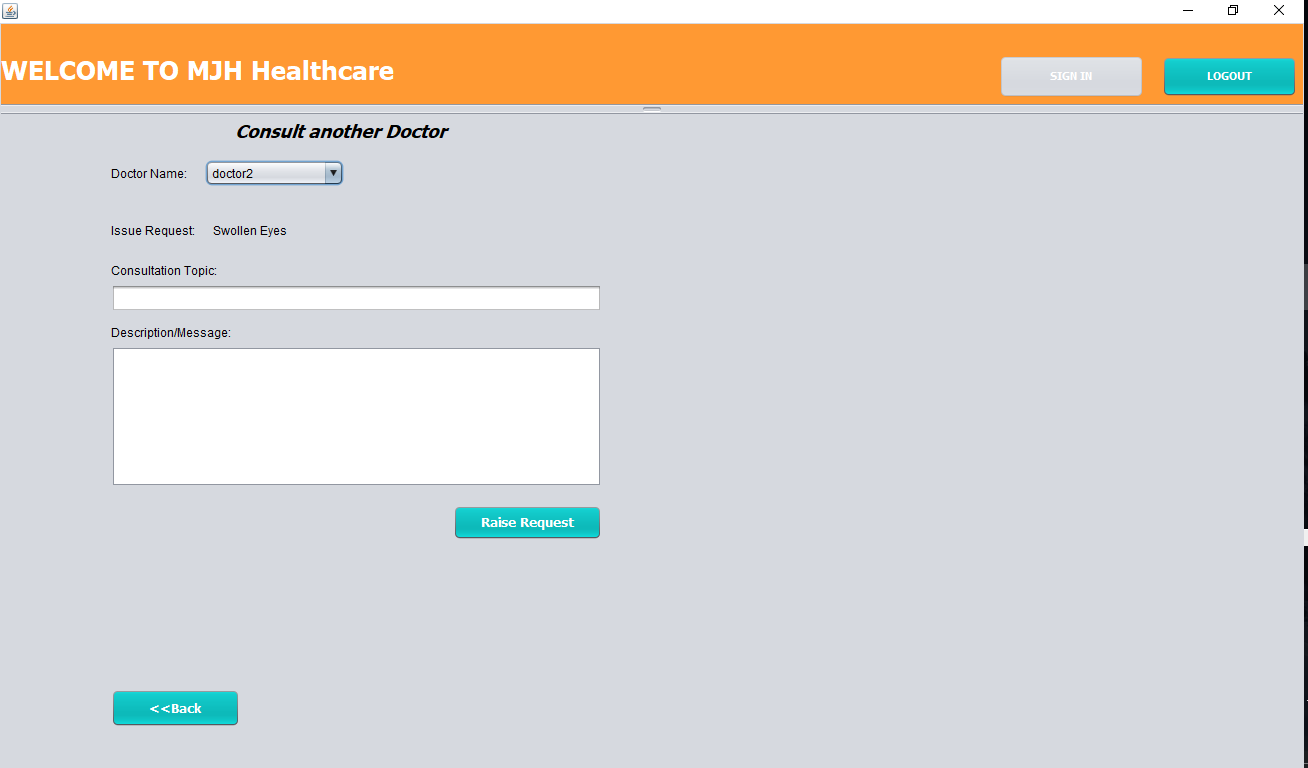 WELCOME TO MJH Healthcare
SIGN IN
LOGOUT
Consult another Doctor
Doctor Name: doctor2
Issue Request: Swollen Eyes
Consultation Topic:
Description/Message:
Raise Request
<<Back